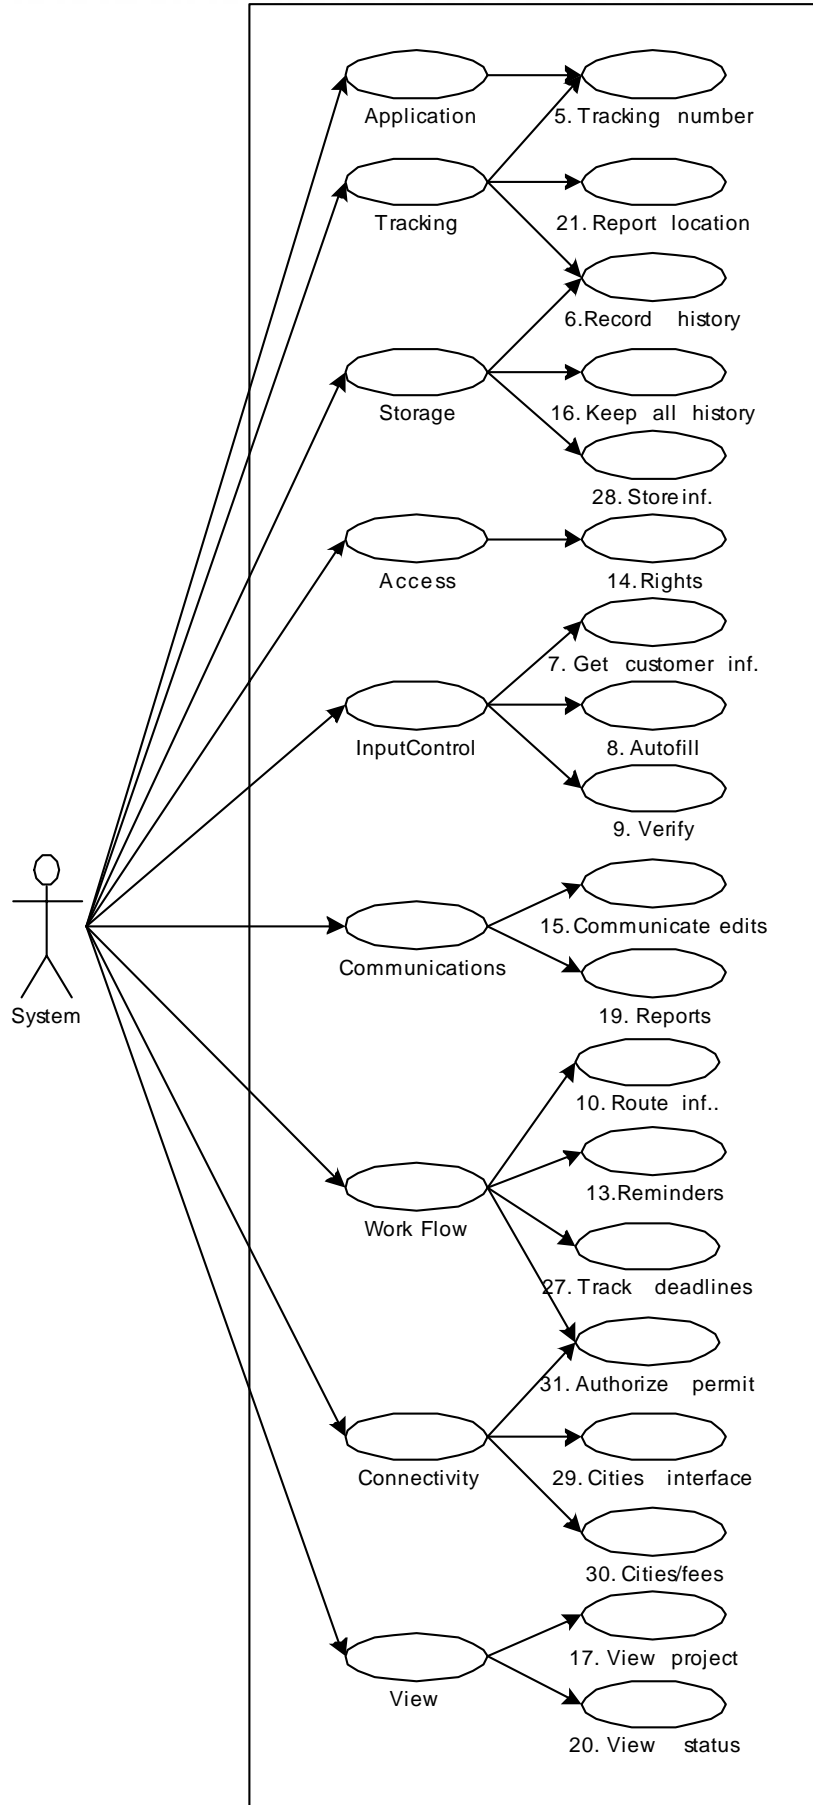 Application
5. Tracking number
Tracking
21. Report location
6.Record history
Storage
16. Keep all history
28. Store inf.
Access
14. Rights
7. Get customer inf.
InputControl
8. Autofill
9. Verify
15. Communicate edits
Communications
19. Reports
System
10. Route inf..
13.Reminders
Work Flow
27. Track deadlines
31. Authorize permit
Connectivity
29. Cities interface
30. Cities/fees
17. View project
View
20. View status